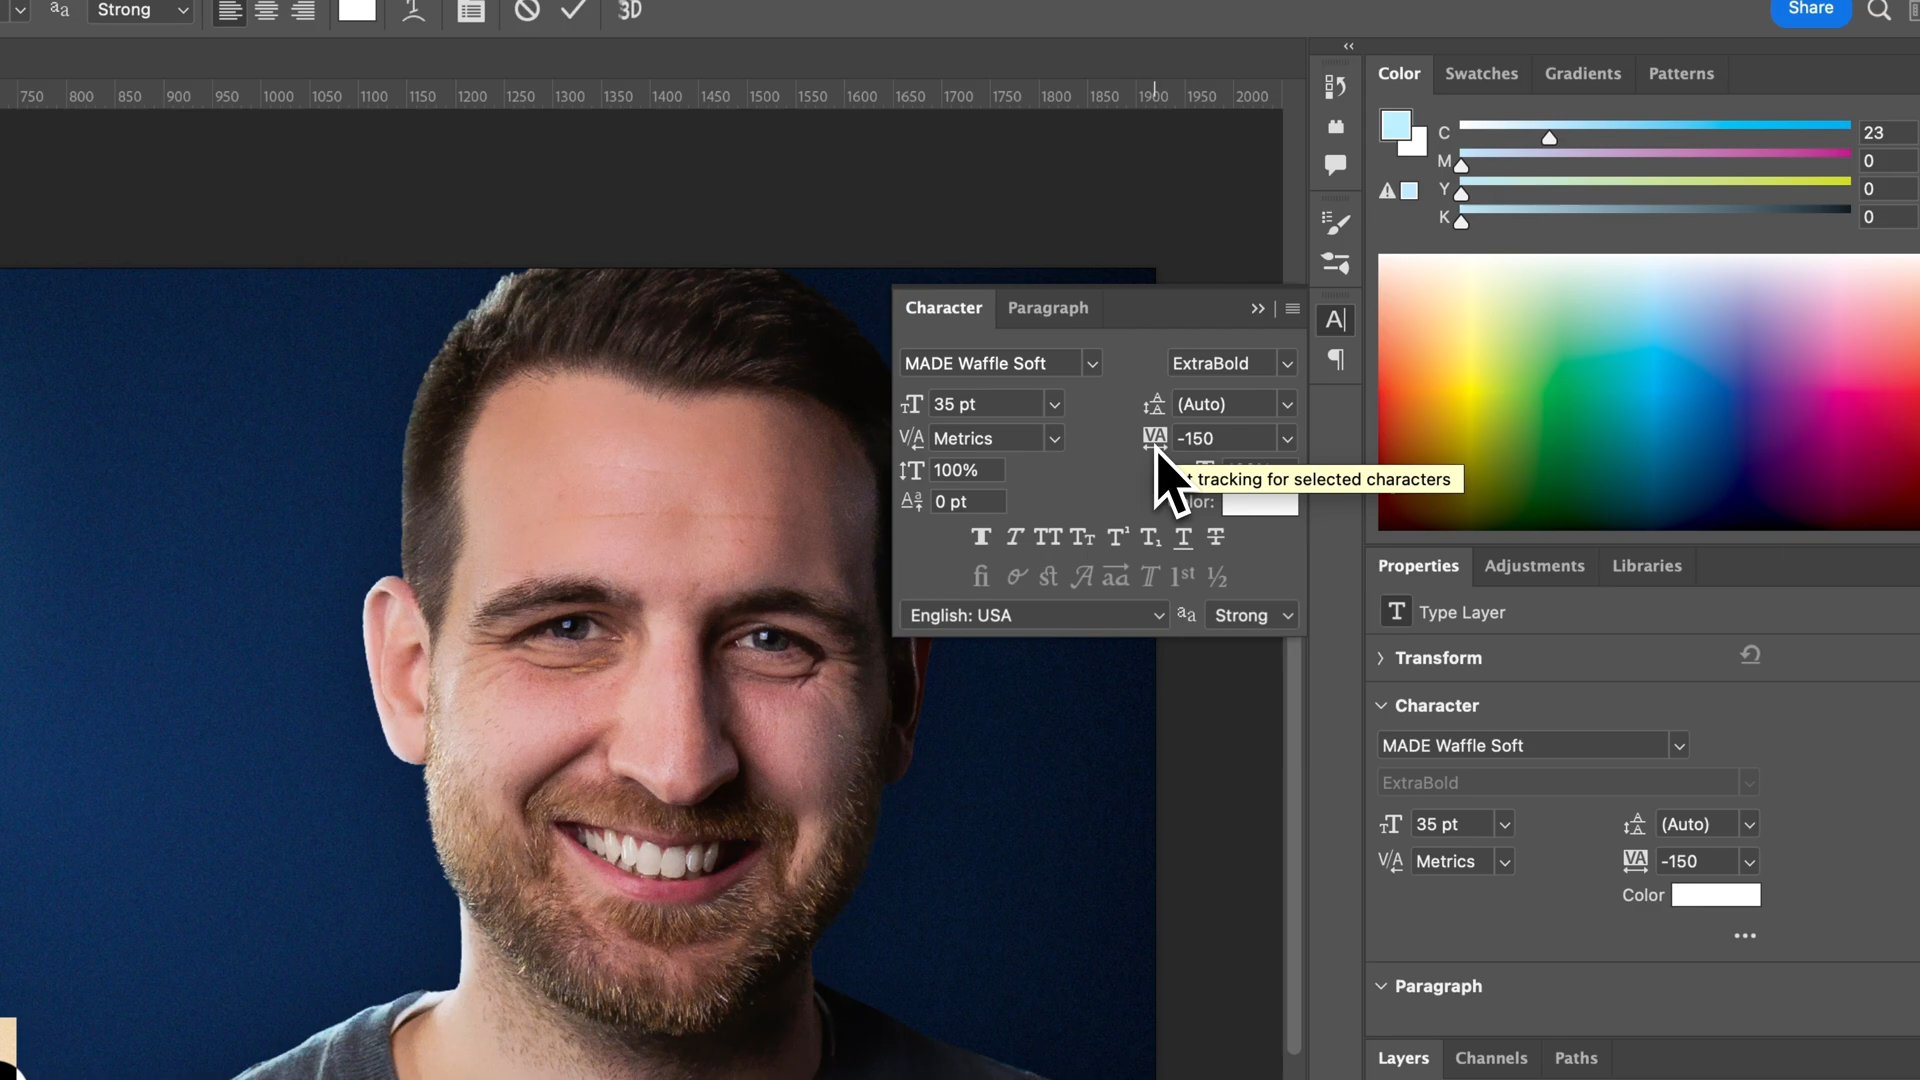 Strong
3D
Share
750 800 850 900 950 1000 1050 1100 1150 1200 1250 1300 1350 1400 1450 1500 1550 1600 1650 1700 1750 1800 1850 1900 1950 2000
Color Swatches Gradients Patterns
C 23
M 0
Y 0
K 0
Character Paragraph
MADE Waffle Soft ExtraBold
35 pt (Auto)
Metrics -150
100%
tracking for selected characters
0 pt
English: USA aa Strong
Properties Adjustments Libraries
Type Layer
Transform
Character
MADE Waffle Soft
ExtraBold
35 pt (Auto)
Metrics -150
Color
Paragraph
Layers Channels Paths